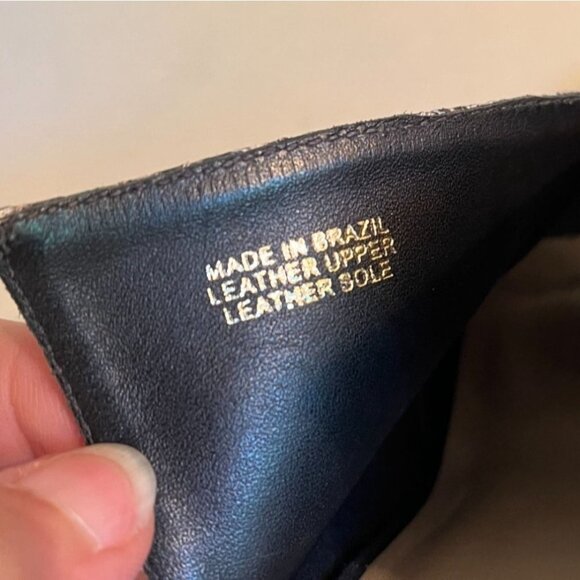 MADE IN BRAZIL
LEATHER UPPER
LEATHER SOLE